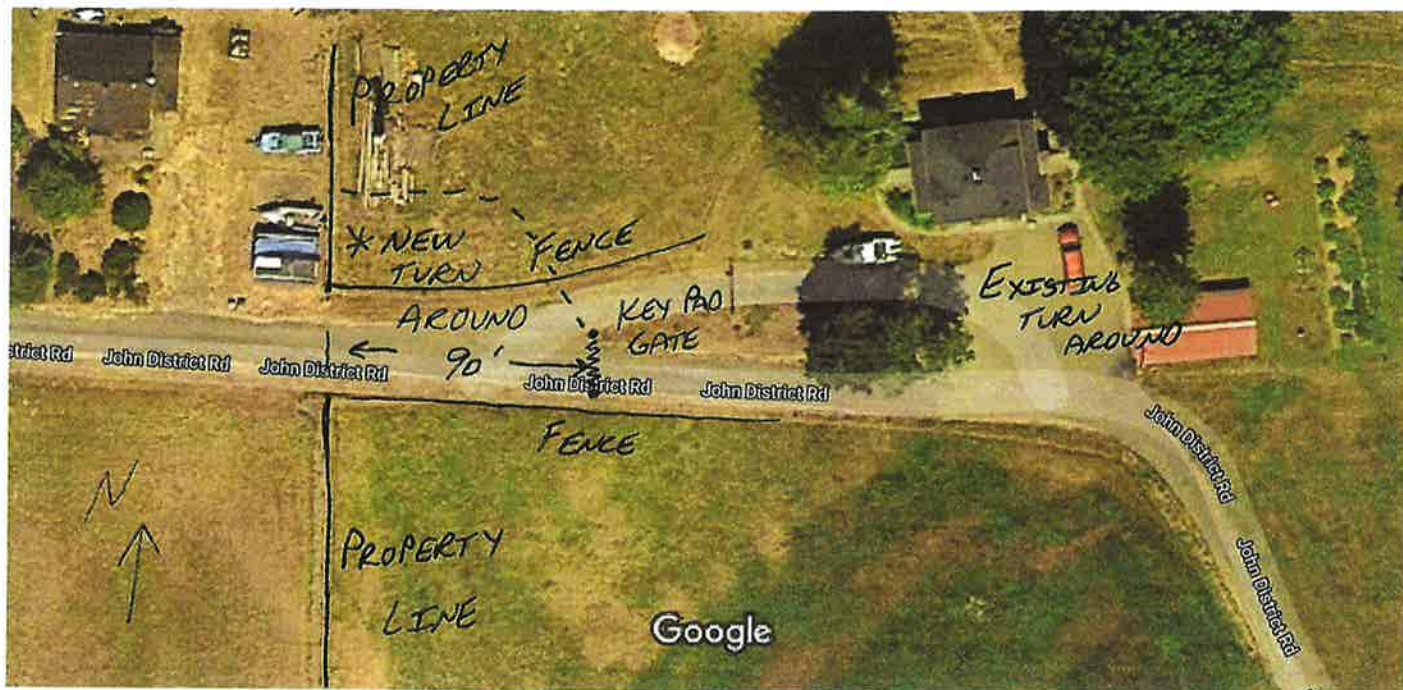 PROPERTY
LINE
* NEW
TURN
AROUND
FENCE
KEY PAD
GATE
EXISTING
TURN
AROUND
90'
strict Rd
John District Rd
John District Rd
John District Rd
John District Rd
John District Rd
John District Rd
FENCE
N
PROPERTY
LINE
Google